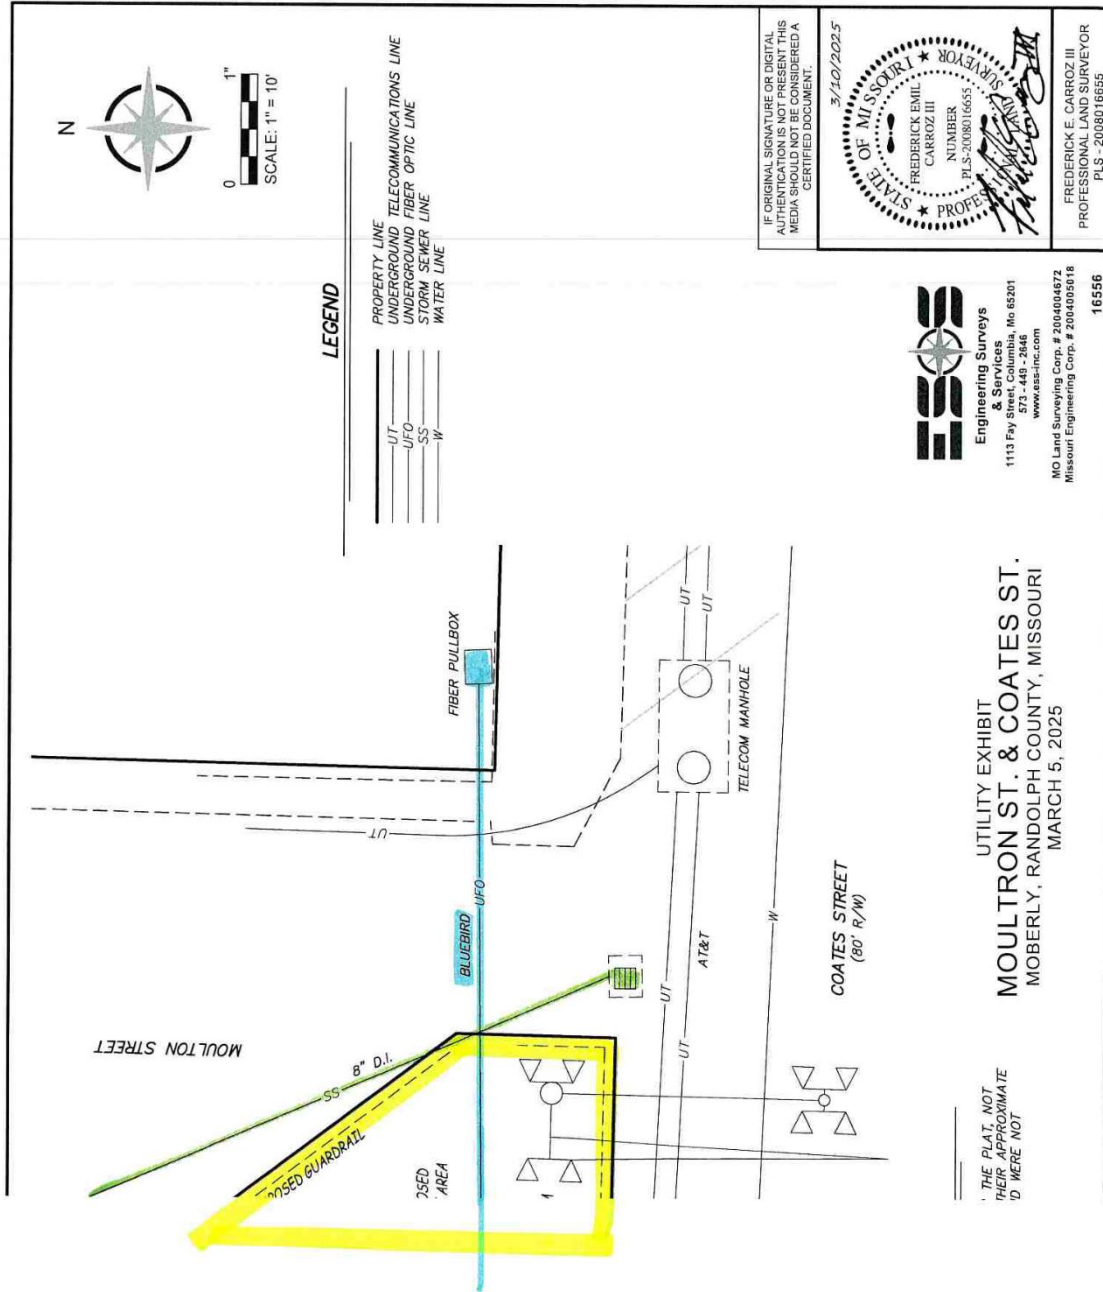 N
0 1"
SCALE: 1" = 10'
LEGEND
PROPERTY LINE
UT UNDERGROUND TELECOMMUNICATIONS LINE
UFO UNDERGROUND FIBER OPTIC LINE
SS STORM SEWER LINE
W WATER LINE
MOULTON STREET
8" D.I.
SS
BLUEBIRD
UFO
UT
FIBER PULLBOX
OSED GUARDRAIL
OSED
AREA
UT
UT
AT&T
UT
UT
TELECOM MANHOLE
W
COATES STREET
(80' R/W)
THE PLAT, NOT
HEIR APPROXIMATE
D WERE NOT
UTILITY EXHIBIT
MOULTRON ST. & COATES ST.
MOBERLY, RANDOLPH COUNTY, MISSOURI
MARCH 5, 2025
ESS
Engineering Surveys
& Services
1113 Fay Street, Columbia, Mo 65201
573 - 449 - 2646
www.ess-inc.com
MO Land Surveying Corp. # 2004004672
Missouri Engineering Corp. # 2004005018
16556
IF ORIGINAL SIGNATURE OR DIGITAL
AUTHENTICATION IS NOT PRESENT THIS
MEDIA SHOULD NOT BE CONSIDERED A
CERTIFIED DOCUMENT.
3/10/2025
STATE OF MISSOURI
FREDERICK EMIL
CARROZ III
NUMBER
PLS-2008016655
PROFESSIONAL LAND SURVEYOR
FREDERICK E. CARROZ III
PROFESSIONAL LAND SURVEYOR
PLS - 2008016655